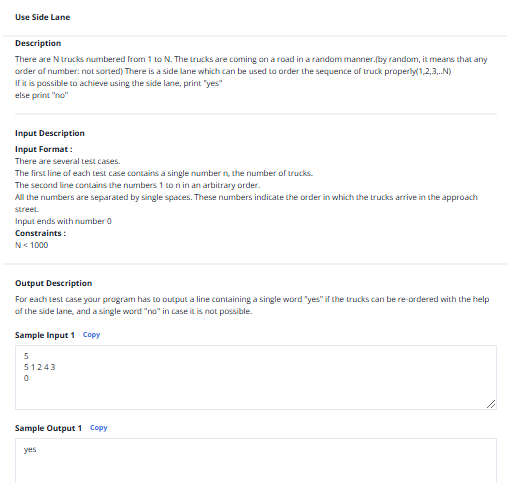 Use Side Lane
Description
There are N trucks numbered from 1 to N. The trucks are coming on a road in a random manner.(by random, it means that any
order of number: not sorted) There is a side lane which can be used to order the sequence of truck properly(1,2,3,..N)
If it is possible to achieve using the side lane, print "yes"
else print "no"
Input Description
Input Format :
There are several test cases.
The first line of each test case contains a single number n, the number of trucks.
The second line contains the numbers 1 to n in an arbitrary order.
All the numbers are separated by single spaces. These numbers indicate the order in which the trucks arrive in the approach
street.
Input ends with number 0
Constraints :
N < 1000
Output Description
For each test case your program has to output a line containing a single word "yes" if the trucks can be re-ordered with the help
of the side lane, and a single word "no" in case it is not possible.
Sample Input 1 Copy
5
5 1 2 4 3
0
Sample Output 1 Copy
yes